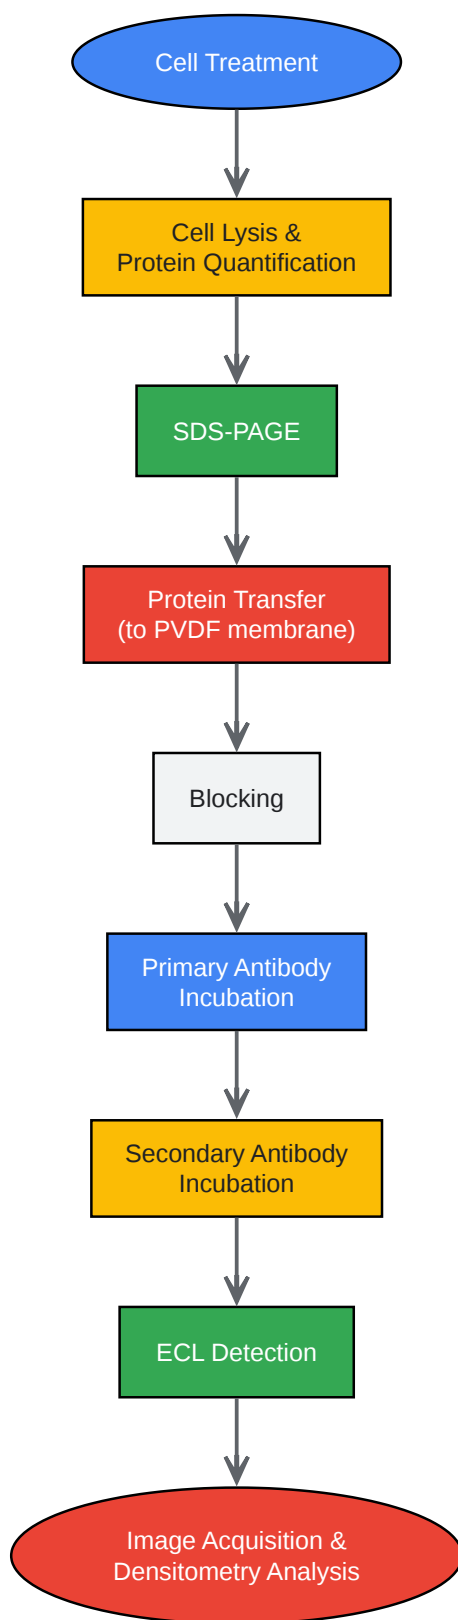 Cell Treatment
Cell Lysis &
Protein Quantification
SDS-PAGE
Protein Transfer
(to PVDF membrane)
Blocking
Primary Antibody
Incubation
Secondary Antibody
Incubation
ECL Detection
Image Acquisition &
Densitometry Analysis